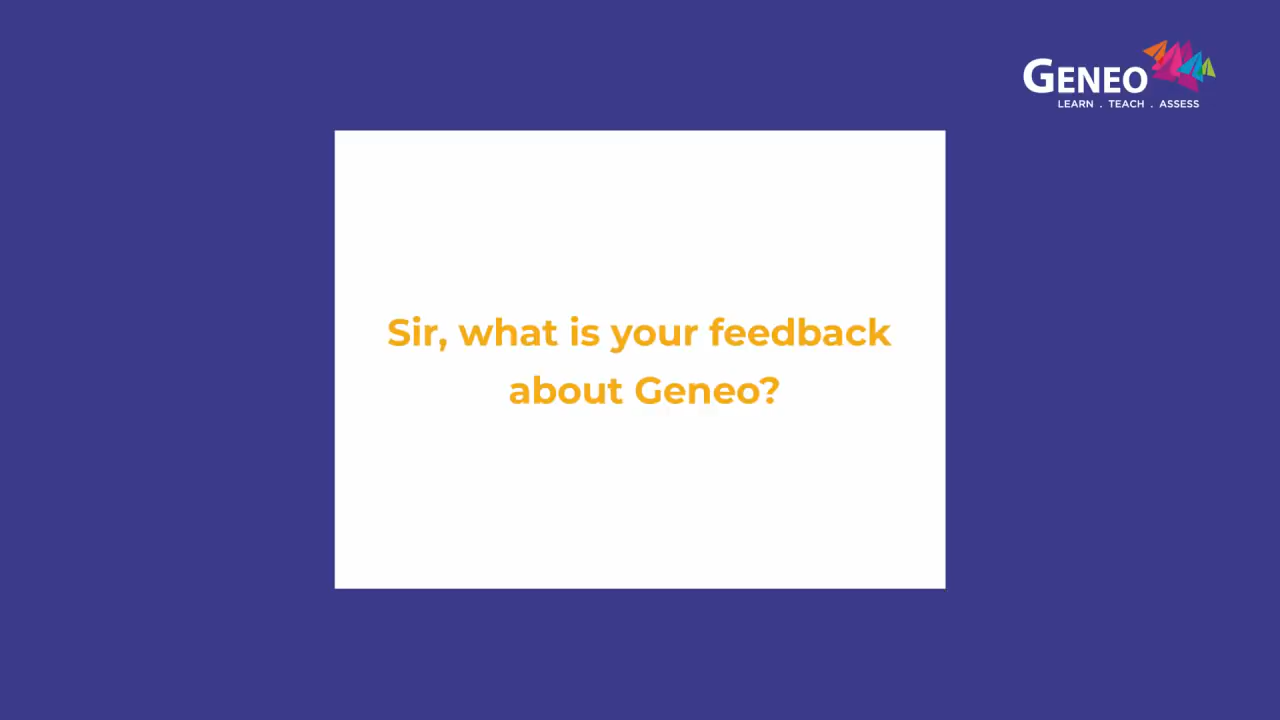 GENEO
LEARN . TEACH . ASSESS
Sir, what is your feedback
about Geneo?